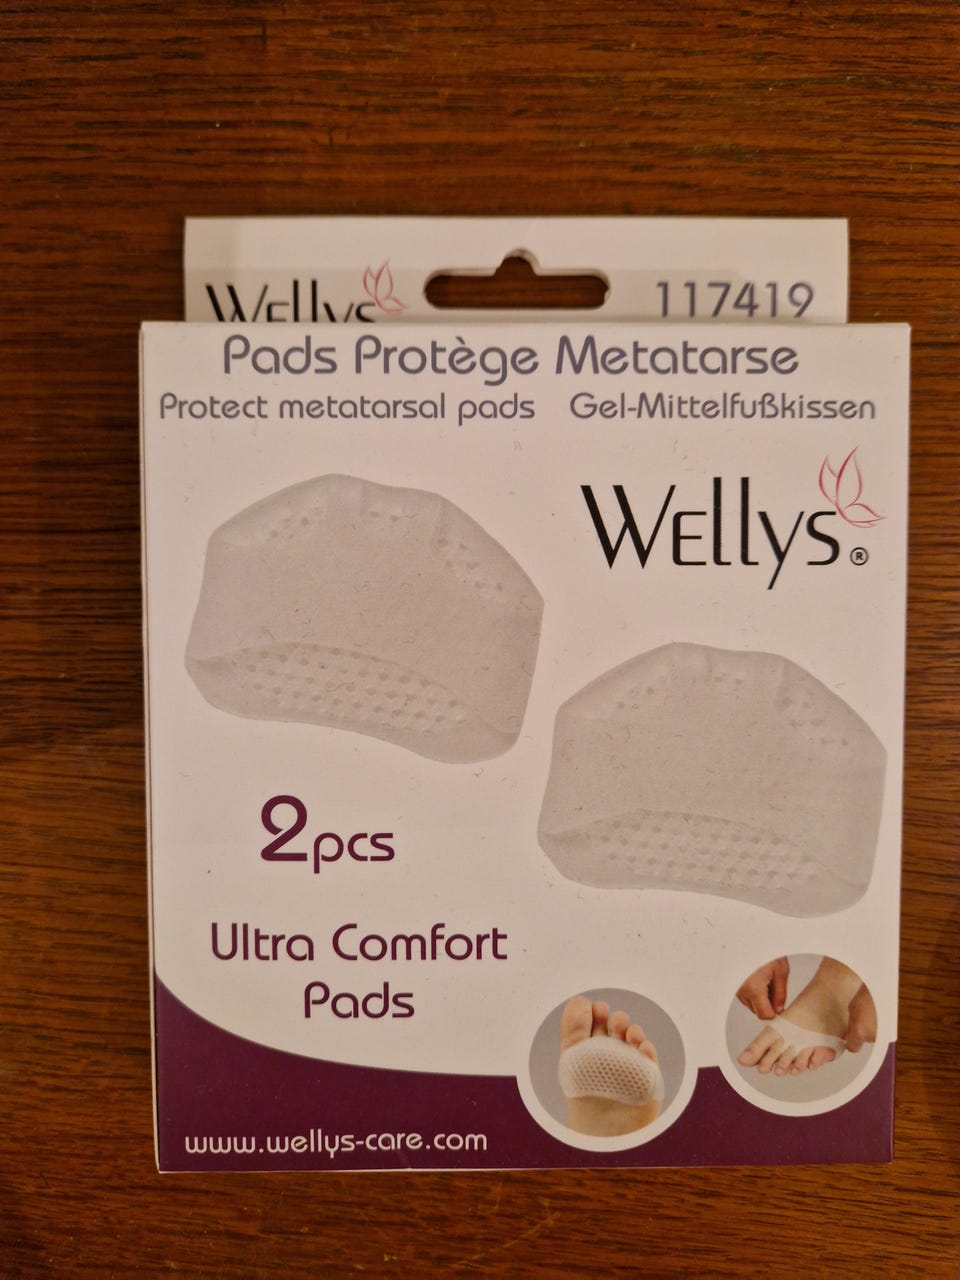 Wellys
117419
Pads Protège Metatarse
Protect metatarsal pads Gel-Mittelfußkissen
Wellys®
2pcs
Ultra Comfort
Pads
www.wellys-care.com